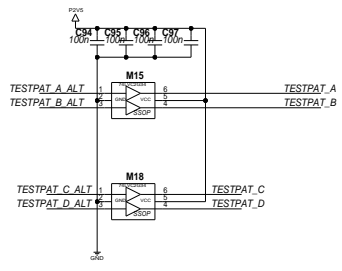 P2V5
C94 C95 C96 C97
100n 100n 100n 100n
M15
TESTPAT_A_ALT 1 6 TESTPAT_A
2 GND VCC 5
TESTPAT_B_ALT 3 4 TESTPAT_B
SSOP
M18
TESTPAT_C_ALT 1 6 TESTPAT_C
2 GND VCC 5
TESTPAT_D_ALT 3 4 TESTPAT_D
SSOP
GND